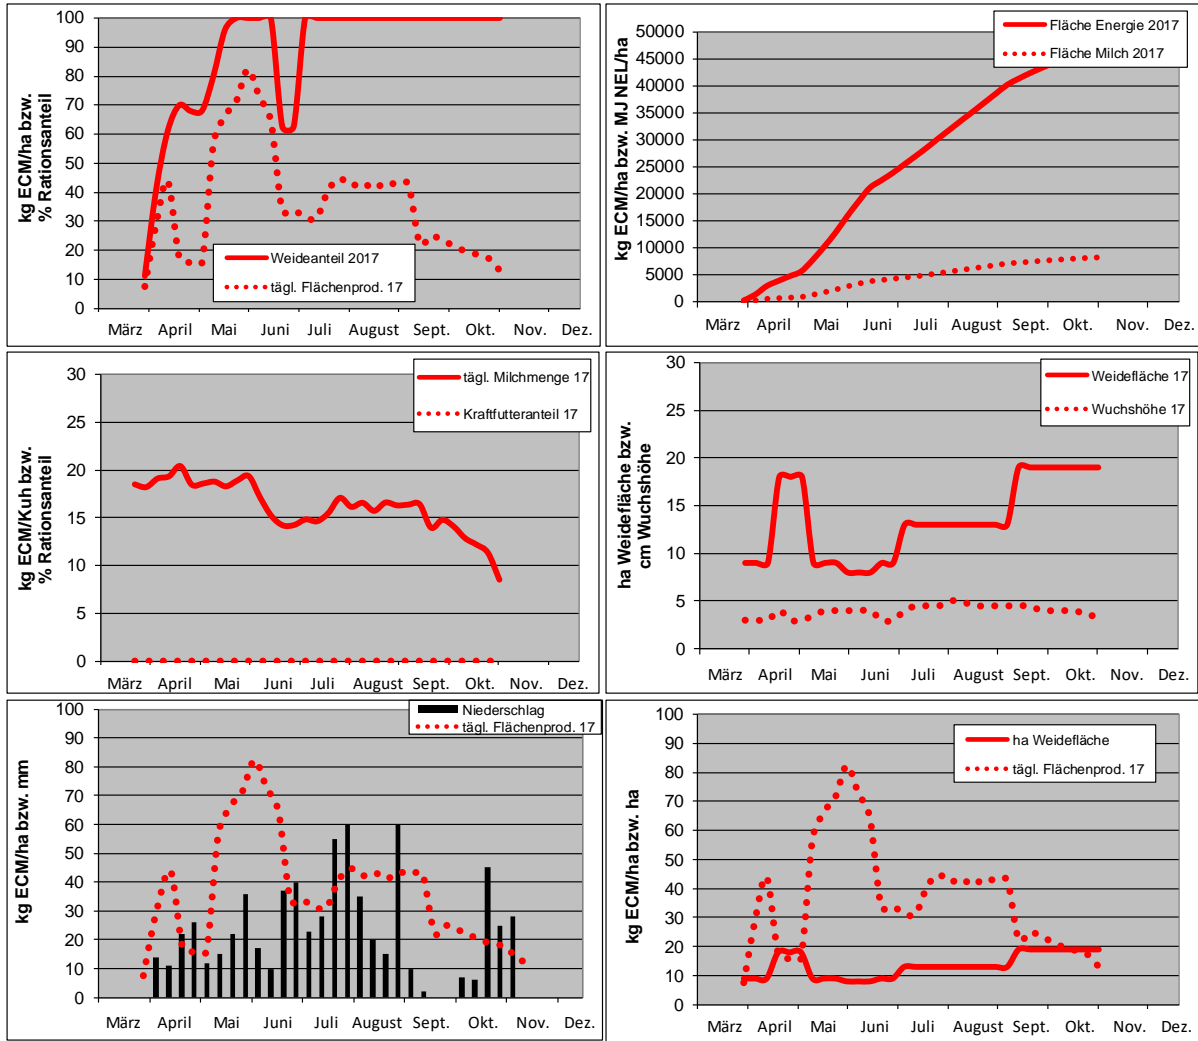 kg ECM/ha bzw.
% Rationsanteil
100
90
80
70
60
50
40
30
20
10
0
Weideanteil 2017
tägl. Flächenprod. 17
März April Mai Juni Juli August Sept. Okt. Nov. Dez.
kg ECM/ha bzw. MJ NEL/ha
50000
45000
40000
35000
30000
25000
20000
15000
10000
5000
0
Fläche Energie 2017
Fläche Milch 2017
März April Mai Juni Juli August Sept. Okt. Nov. Dez.
kg ECM/Kuh bzw.
% Rationsanteil
30
25
20
15
10
5
0
tägl. Milchmenge 17
Kraftfutteranteil 17
März April Mai Juni Juli August Sept. Okt. Nov. Dez.
ha Weidefläche bzw.
cm Wuchshöhe
30
25
20
15
10
5
0
Weidefläche 17
Wuchshöhe 17
März April Mai Juni Juli August Sept. Okt. Nov. Dez.
kg ECM/ha bzw. mm
100
90
80
70
60
50
40
30
20
10
0
Niederschlag
tägl. Flächenprod. 17
März April Mai Juni Juli August Sept. Okt. Nov. Dez.
kg ECM/ha bzw. ha
100
90
80
70
60
50
40
30
20
10
0
ha Weidefläche
tägl. Flächenprod. 17
März April Mai Juni Juli August Sept. Okt. Nov. Dez.